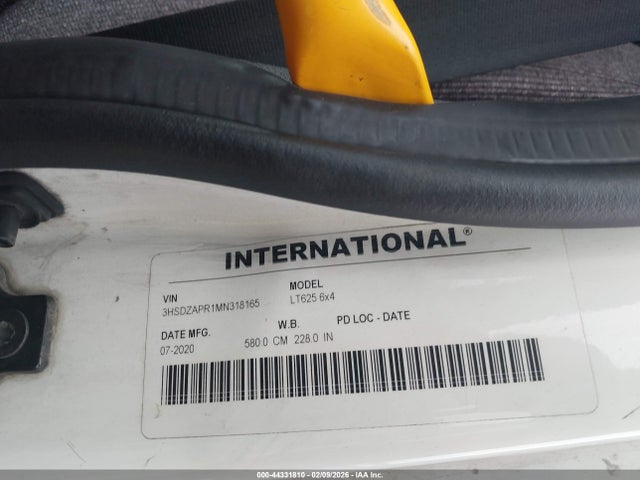 INTERNATIONAL®
VIN MODEL
3HSDZAPR1MN318165 LT625 6x4
DATE MFG. W.B. PD LOC - DATE
07-2020 580.0 CM 228.0 IN
000-44331810 - 02/09/2026 - IAA Inc.